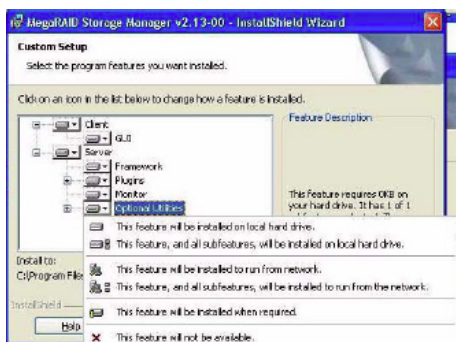 MegaRAID Storage Manager v2.13-00 - InstallShield Wizard
Custom Setup
Select the program features you want installed.
Click on an icon in the list below to change how a feature is installed.
Client
GUI
Server
Framework
Plugins
Monitor
Optional Utilities
Feature Description
This feature requires 0KB on
your hard drive. It has 1 of 1
This feature will be installed on local hard drive.
This feature, and all subfeatures, will be installed on local hard drive.
This feature will be installed to run from network.
This feature, and all subfeatures, will be installed to run from the network.
This feature will be installed when required.
This feature will not be available.
Install to:
C:\Program Files
InstallShield
Help